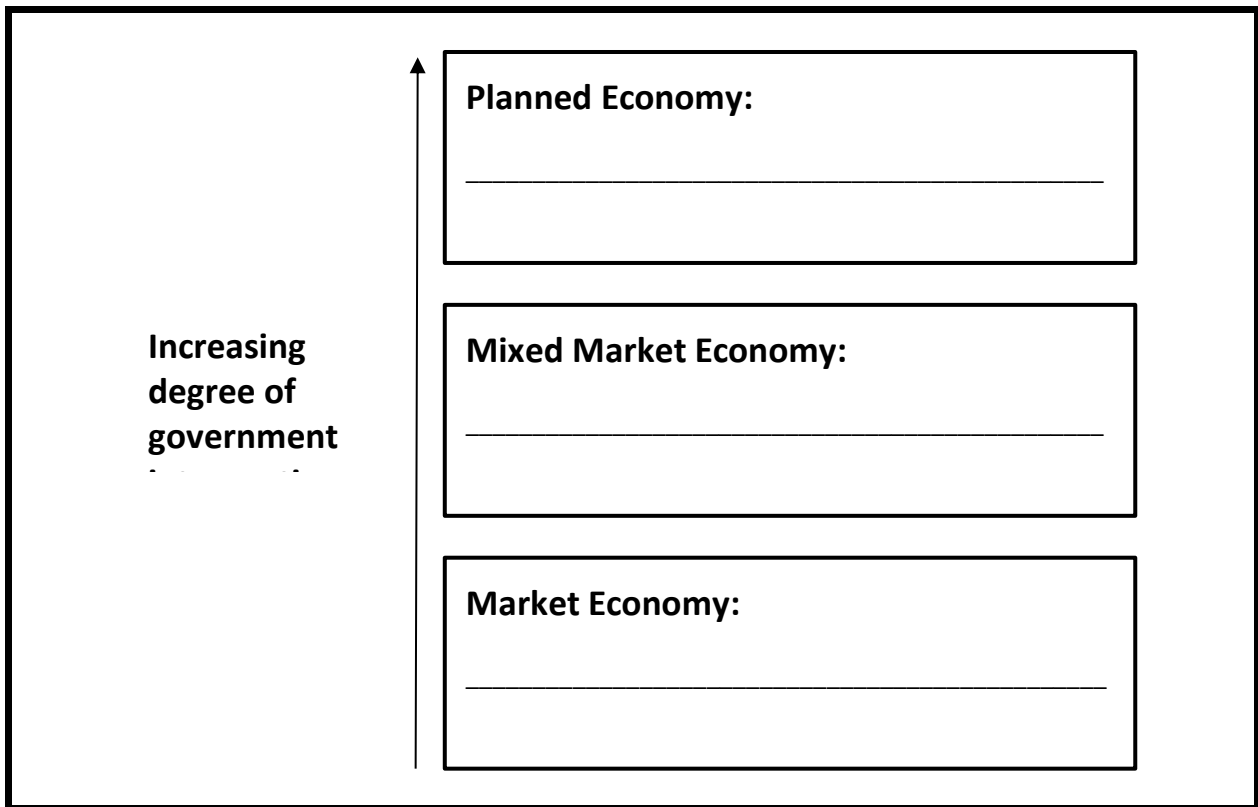 Planned Economy:
Increasing
degree of
government
Mixed Market Economy:
Market Economy: